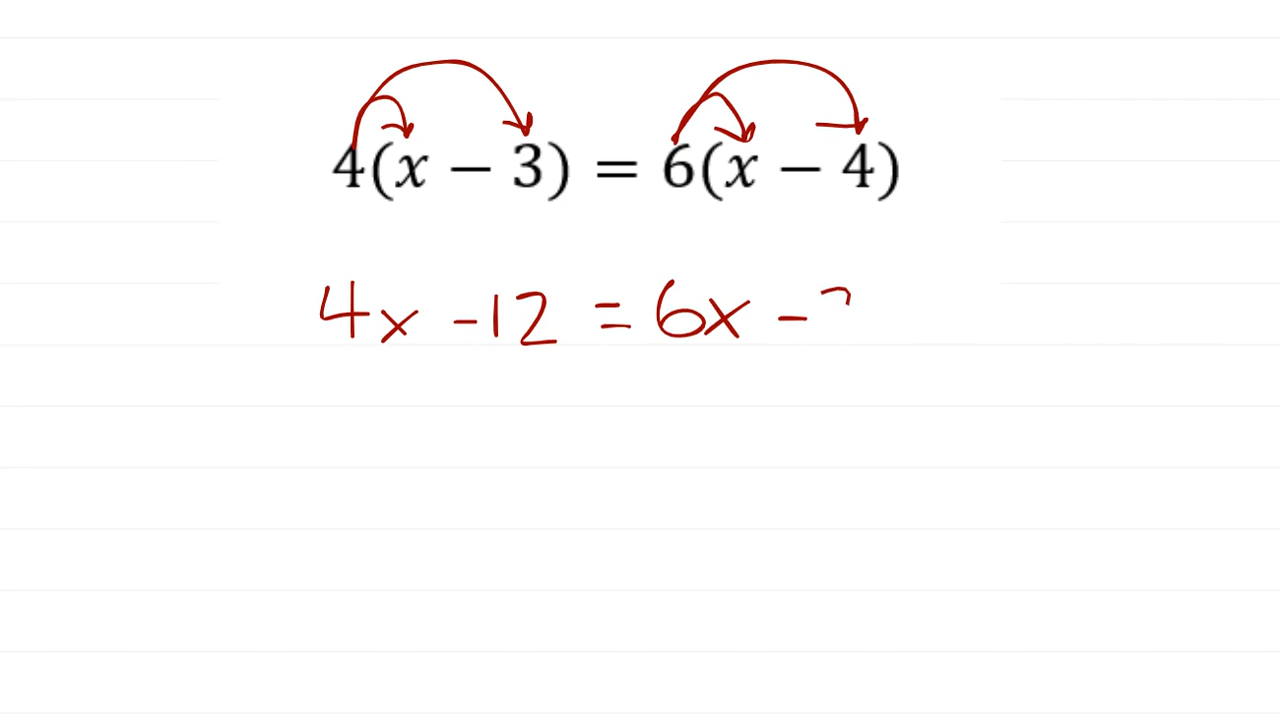 4(x − 3) = 6(x − 4)
4x -12 = 6x -